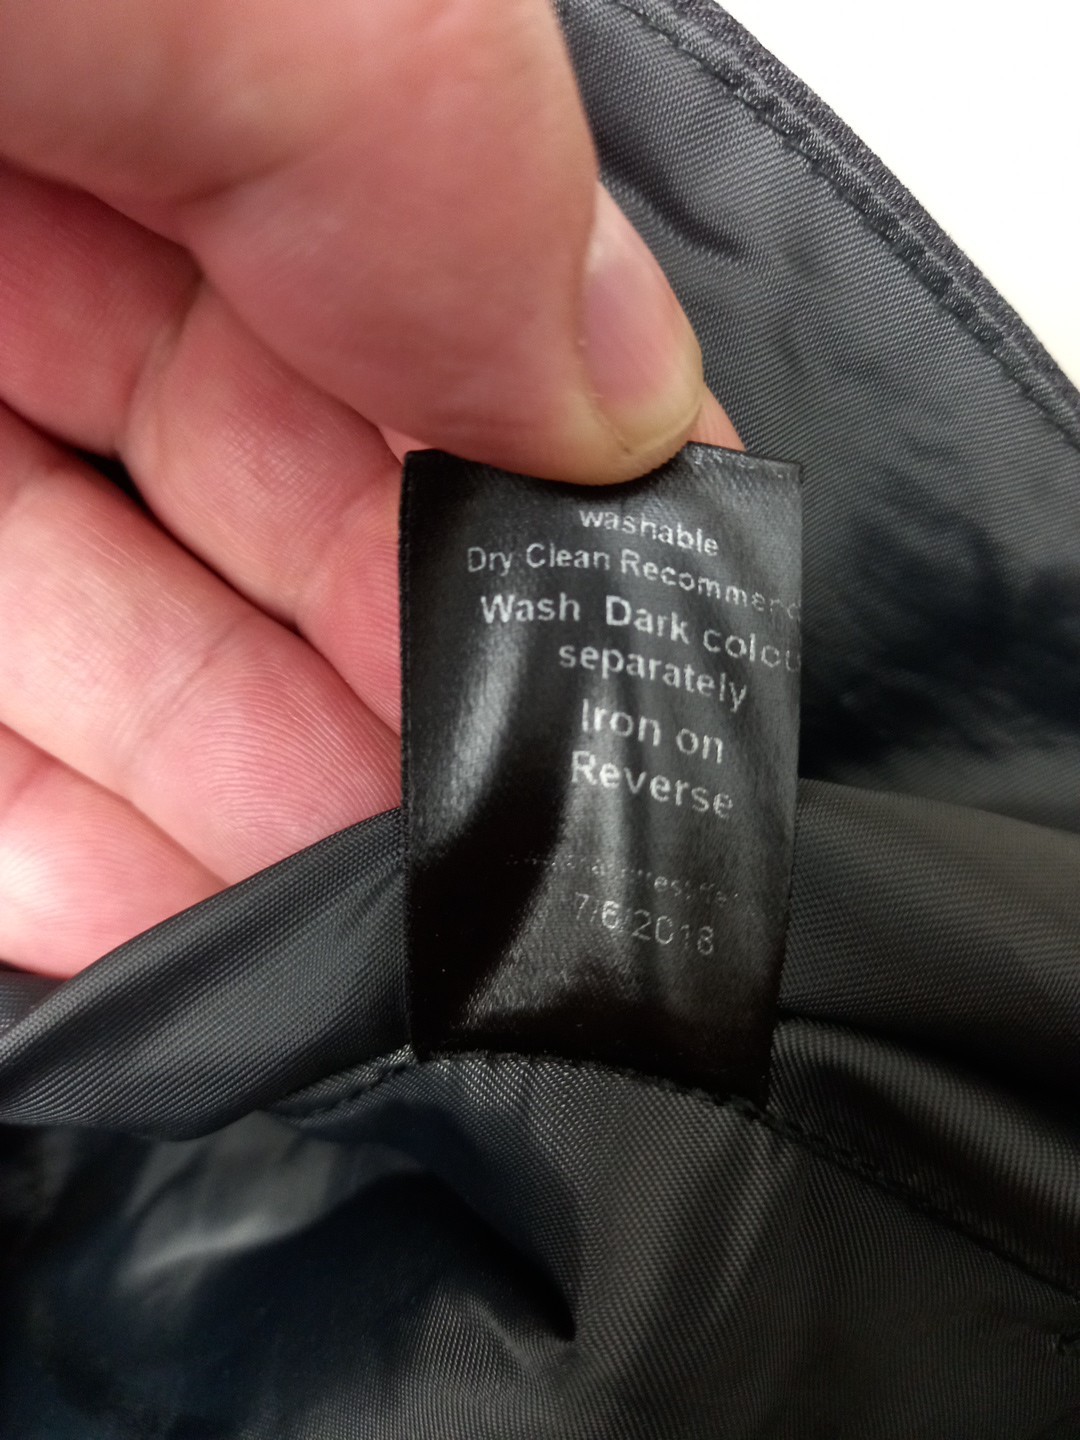 washable
Dry Clean Recommend
Wash Dark colou
separately
Iron on
Reverse
7/6/2018